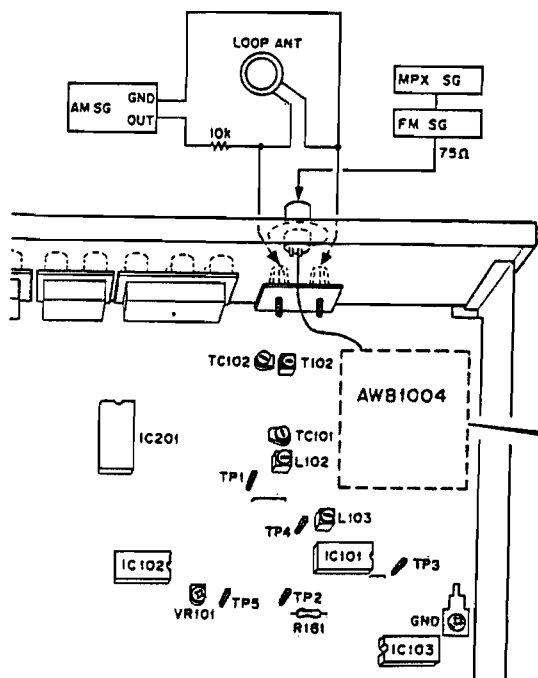 LOOP ANT
MPX SG
AM SG
GND
OUT
FM SG
10k
75Ω
TC102
T102
AWB1004
IC201
TC101
L102
TP1
TP4
L103
IC102
IC101
TP3
VR101
TP5
TP2
R161
GND
IC103